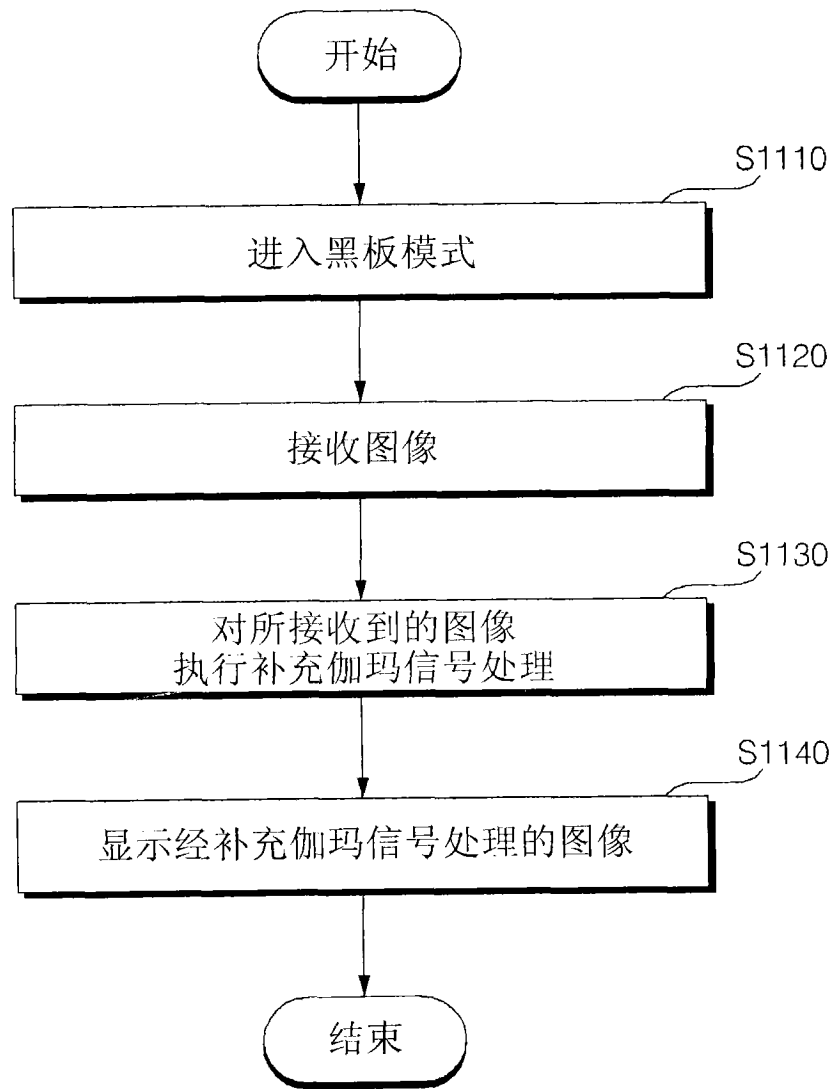 开始
S1110
进入黑板模式
S1120
接收图像
S1130
对所接收到的图像
执行补充伽玛信号处理
S1140
显示经补充伽玛信号处理的图像
结束